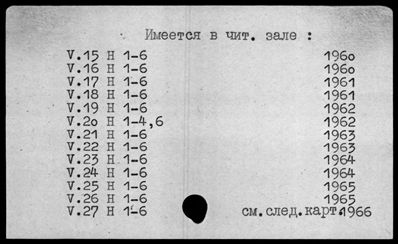 Имеется в чит. зале :
V.15 H 1-6 1960
V.16 H 1-6 1960
V.17 H 1-6 1961
V.18 H 1-6 1961
V.19 H 1-6 1962
V.20 H 1-4,6 1962
V.21 H 1-6 1963
V.22 H 1-6 1963
V.23 H 1-6 1964
V.24 H 1-6 1964
V.25 H 1-6 1965
V.26 H 1-6 1965
V.27 H 1-6 см.след.карт.1966